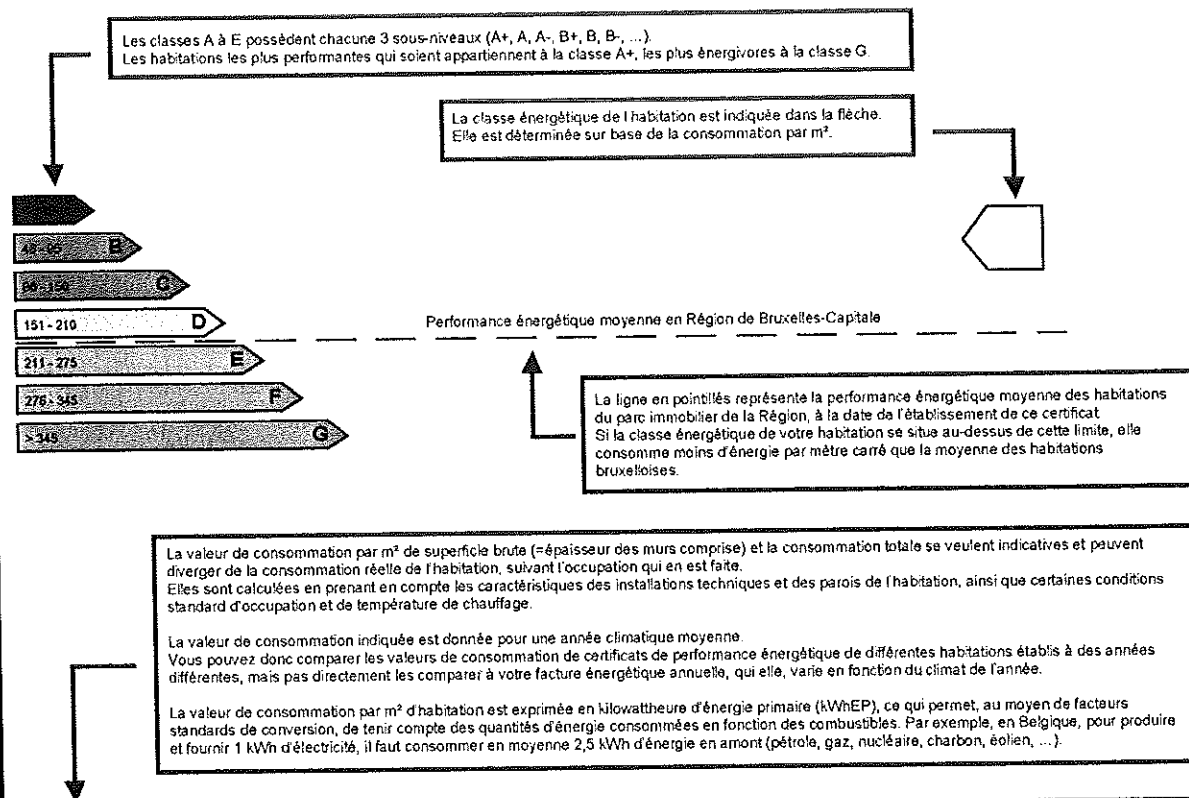 Les classes A à E possèdent chacune 3 sous-niveaux (A+, A, A-, B+, B, B-, ...).
Les habitations les plus performantes qui soient appartiennent à la classe A+, les plus énergivores à la classe G.
La classe énergétique de l'habitation est indiquée dans la flèche.
Elle est déterminée sur base de la consommation par m².
B
C
151 - 210 D
Performance énergétique moyenne en Région de Bruxelles-Capitale
211 - 275 E
276 - 345 F
> 345 G
La ligne en pointillés représente la performance énergétique moyenne des habitations
du parc immobilier de la Région, à la date de l'établissement de ce certificat
Si la classe énergétique de votre habitation se situe au-dessus de cette limite, elle
consomme moins d'énergie par mètre carré que la moyenne des habitations
bruxelloises.
La valeur de consommation par m² de superficie brute (=épaisseur des murs comprise) et la consommation totale se veulent indicatives et peuvent
diverger de la consommation réelle de l'habitation, suivant l'occupation qui en est faite.
Elles sont calculées en prenant en compte les caractéristiques des installations techniques et des parois de l'habitation, ainsi que certaines conditions
standard d'occupation et de température de chauffage.
La valeur de consommation indiquée est donnée pour une année climatique moyenne.
Vous pouvez donc comparer les valeurs de consommation de certificats de performance énergétique de différentes habitations établis à des années
différentes, mais pas directement les comparer à votre facture énergétique annuelle, qui elle, varie en fonction du climat de l'année.
La valeur de consommation par m² d'habitation est exprimée en kilowattheure d'énergie primaire (kWhEP), ce qui permet, au moyen de facteurs
standards de conversion, de tenir compte des quantités d'énergie consommées en fonction des combustibles. Par exemple, en Belgique, pour produire
et fournir 1 kWh d'électricité, il faut consommer en moyenne 2,5 kWh d'énergie en amont (pétrole, gaz, nucléaire, charbon, éolien, ...).